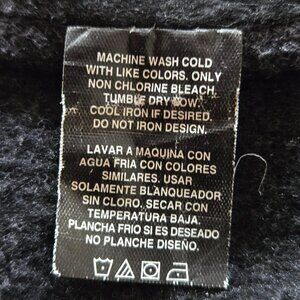 MACHINE WASH COLD
WITH LIKE COLORS. ONLY
NON CHLORINE BLEACH.
TUMBLE DRY LOW.
COOL IRON IF DESIRED.
DO NOT IRON DESIGN.
LAVAR A MAQUINA CON
AGUA FRIA CON COLORES
SIMILARES. USAR
SOLAMENTE BLANQUEADOR
SIN CLORO. SECAR CON
TEMPERATURA BAJA.
PLANCHA FRIO SI ES DESEADO
NO PLANCHE DISEÑO.